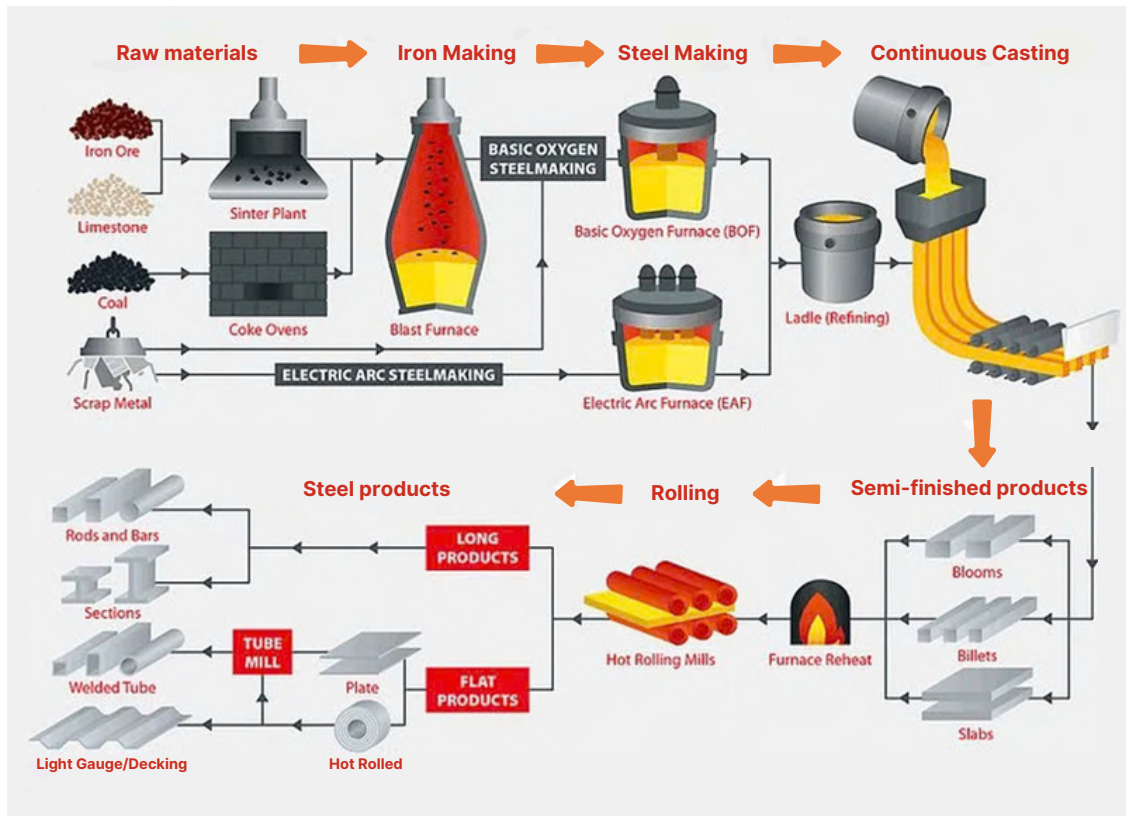 Raw materials
Iron Making
Steel Making
Continuous Casting
Iron Ore
Limestone
Sinter Plant
Coal
Coke Ovens
Scrap Metal
Blast Furnace
BASIC OXYGEN
STEELMAKING
ELECTRIC ARC STEELMAKING
Basic Oxygen Furnace (BOF)
Electric Arc Furnace (EAF)
Ladle (Refining)
Steel products
Rolling
Semi-finished products
Rods and Bars
Sections
LONG
PRODUCTS
Welded Tube
TUBE
MILL
Plate
FLAT
PRODUCTS
Light Gauge/Decking
Hot Rolled
Hot Rolling Mills
Furnace Reheat
Blooms
Billets
Slabs